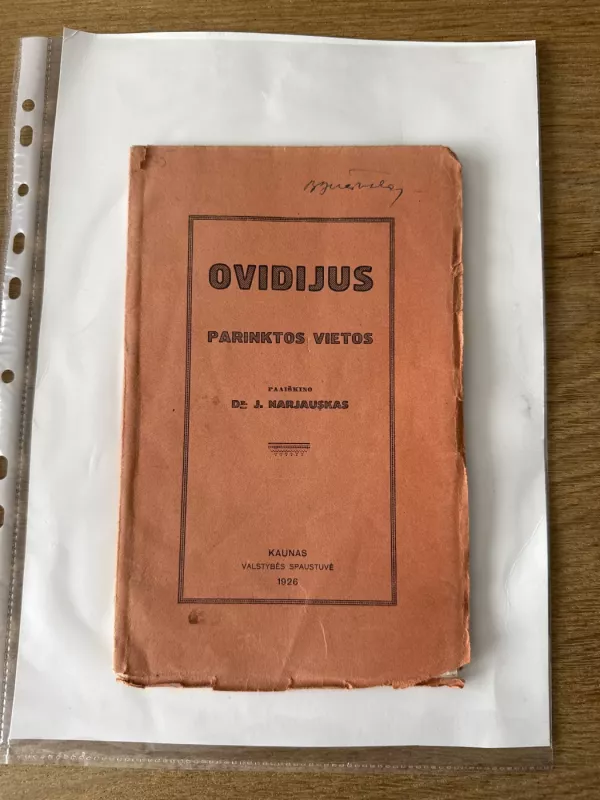 OVIDIJUS
PARINKTOS VIETOS
PAAIŠKINO
DR. J. NARJAUSKAS
KAUNAS
VALSTYBĖS SPAUSTUVĖ
1926